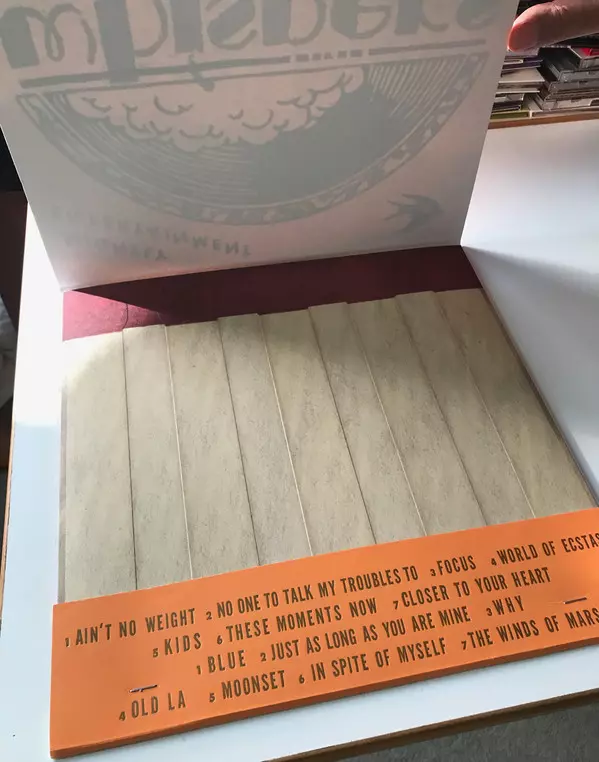 Whispers
ENTERTAINMENT
1 AIN'T NO WEIGHT 2 NO ONE TO TALK MY TROUBLES TO 3 FOCUS 4 WORLD OF ECSTAS
5 KIDS 6 THESE MOMENTS NOW 7 CLOSER TO YOUR HEART
1 BLUE 2 JUST AS LONG AS YOU ARE MINE 3 WHY
4 OLD LA 5 MOONSET 6 IN SPITE OF MYSELF 7 THE WINDS OF MARS